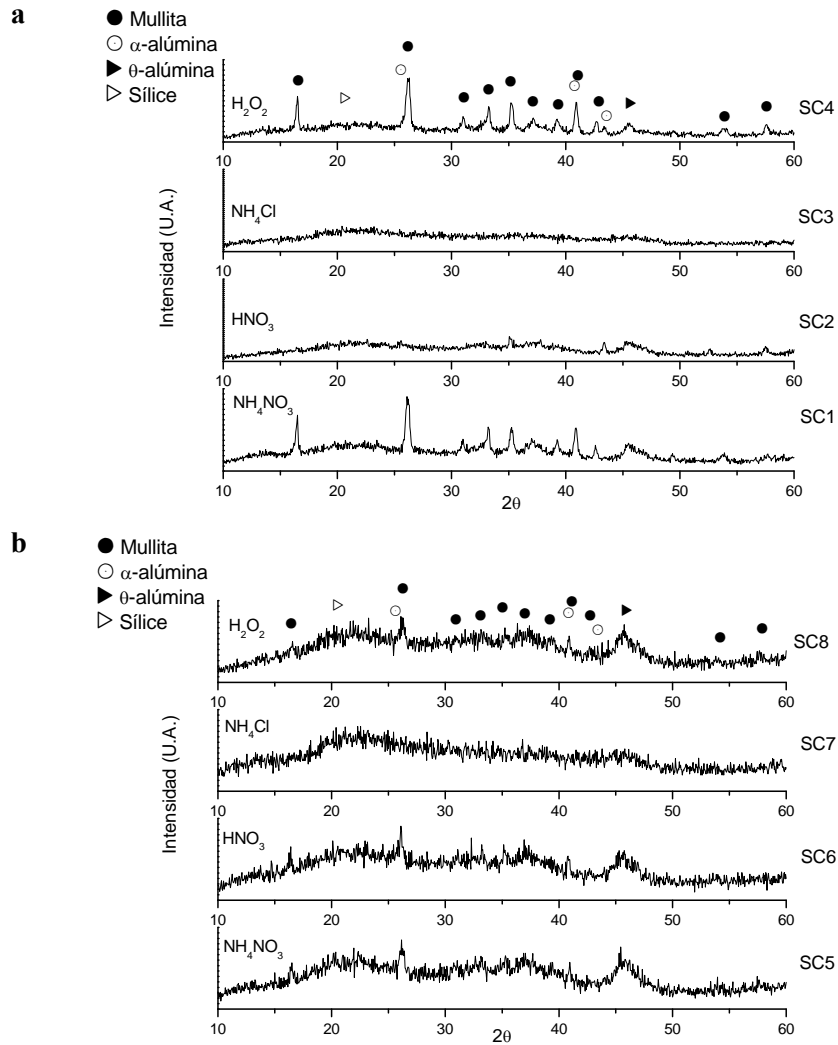 a
● Mullita
○ α-alúmina
▶ θ-alúmina
▷ Sílice
H₂O₂
SC4
10 20 30 40 50 60
NH₄Cl
SC3
10 20 30 40 50 60
HNO₃
SC2
10 20 30 40 50 60
NH₄NO₃
SC1
10 20 30 40 50 60
2θ
Intensidad (U.A.)
b
● Mullita
○ α-alúmina
▶ θ-alúmina
▷ Sílice
H₂O₂
SC8
10 20 30 40 50 60
NH₄Cl
SC7
10 20 30 40 50 60
HNO₃
SC6
10 20 30 40 50 60
NH₄NO₃
SC5
10 20 30 40 50 60
2θ
Intensidad (U.A.)